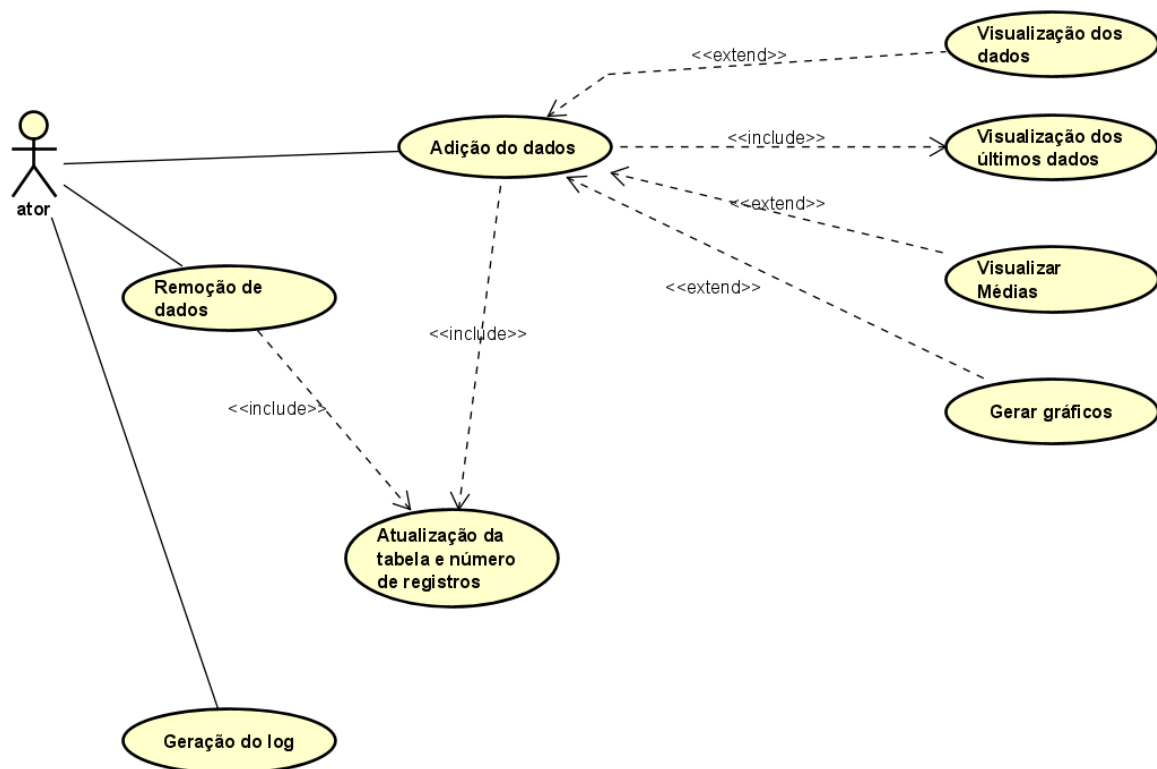 Visualização dos
dados
<<extend>>
Adição do dados
<<include>>
Visualização dos
últimos dados
ator
<<extend>>
Visualizar
Médias
Remoção de
dados
<<extend>>
<<include>>
<<include>>
Gerar gráficos
Atualização da
tabela e número
de registros
Geração do log